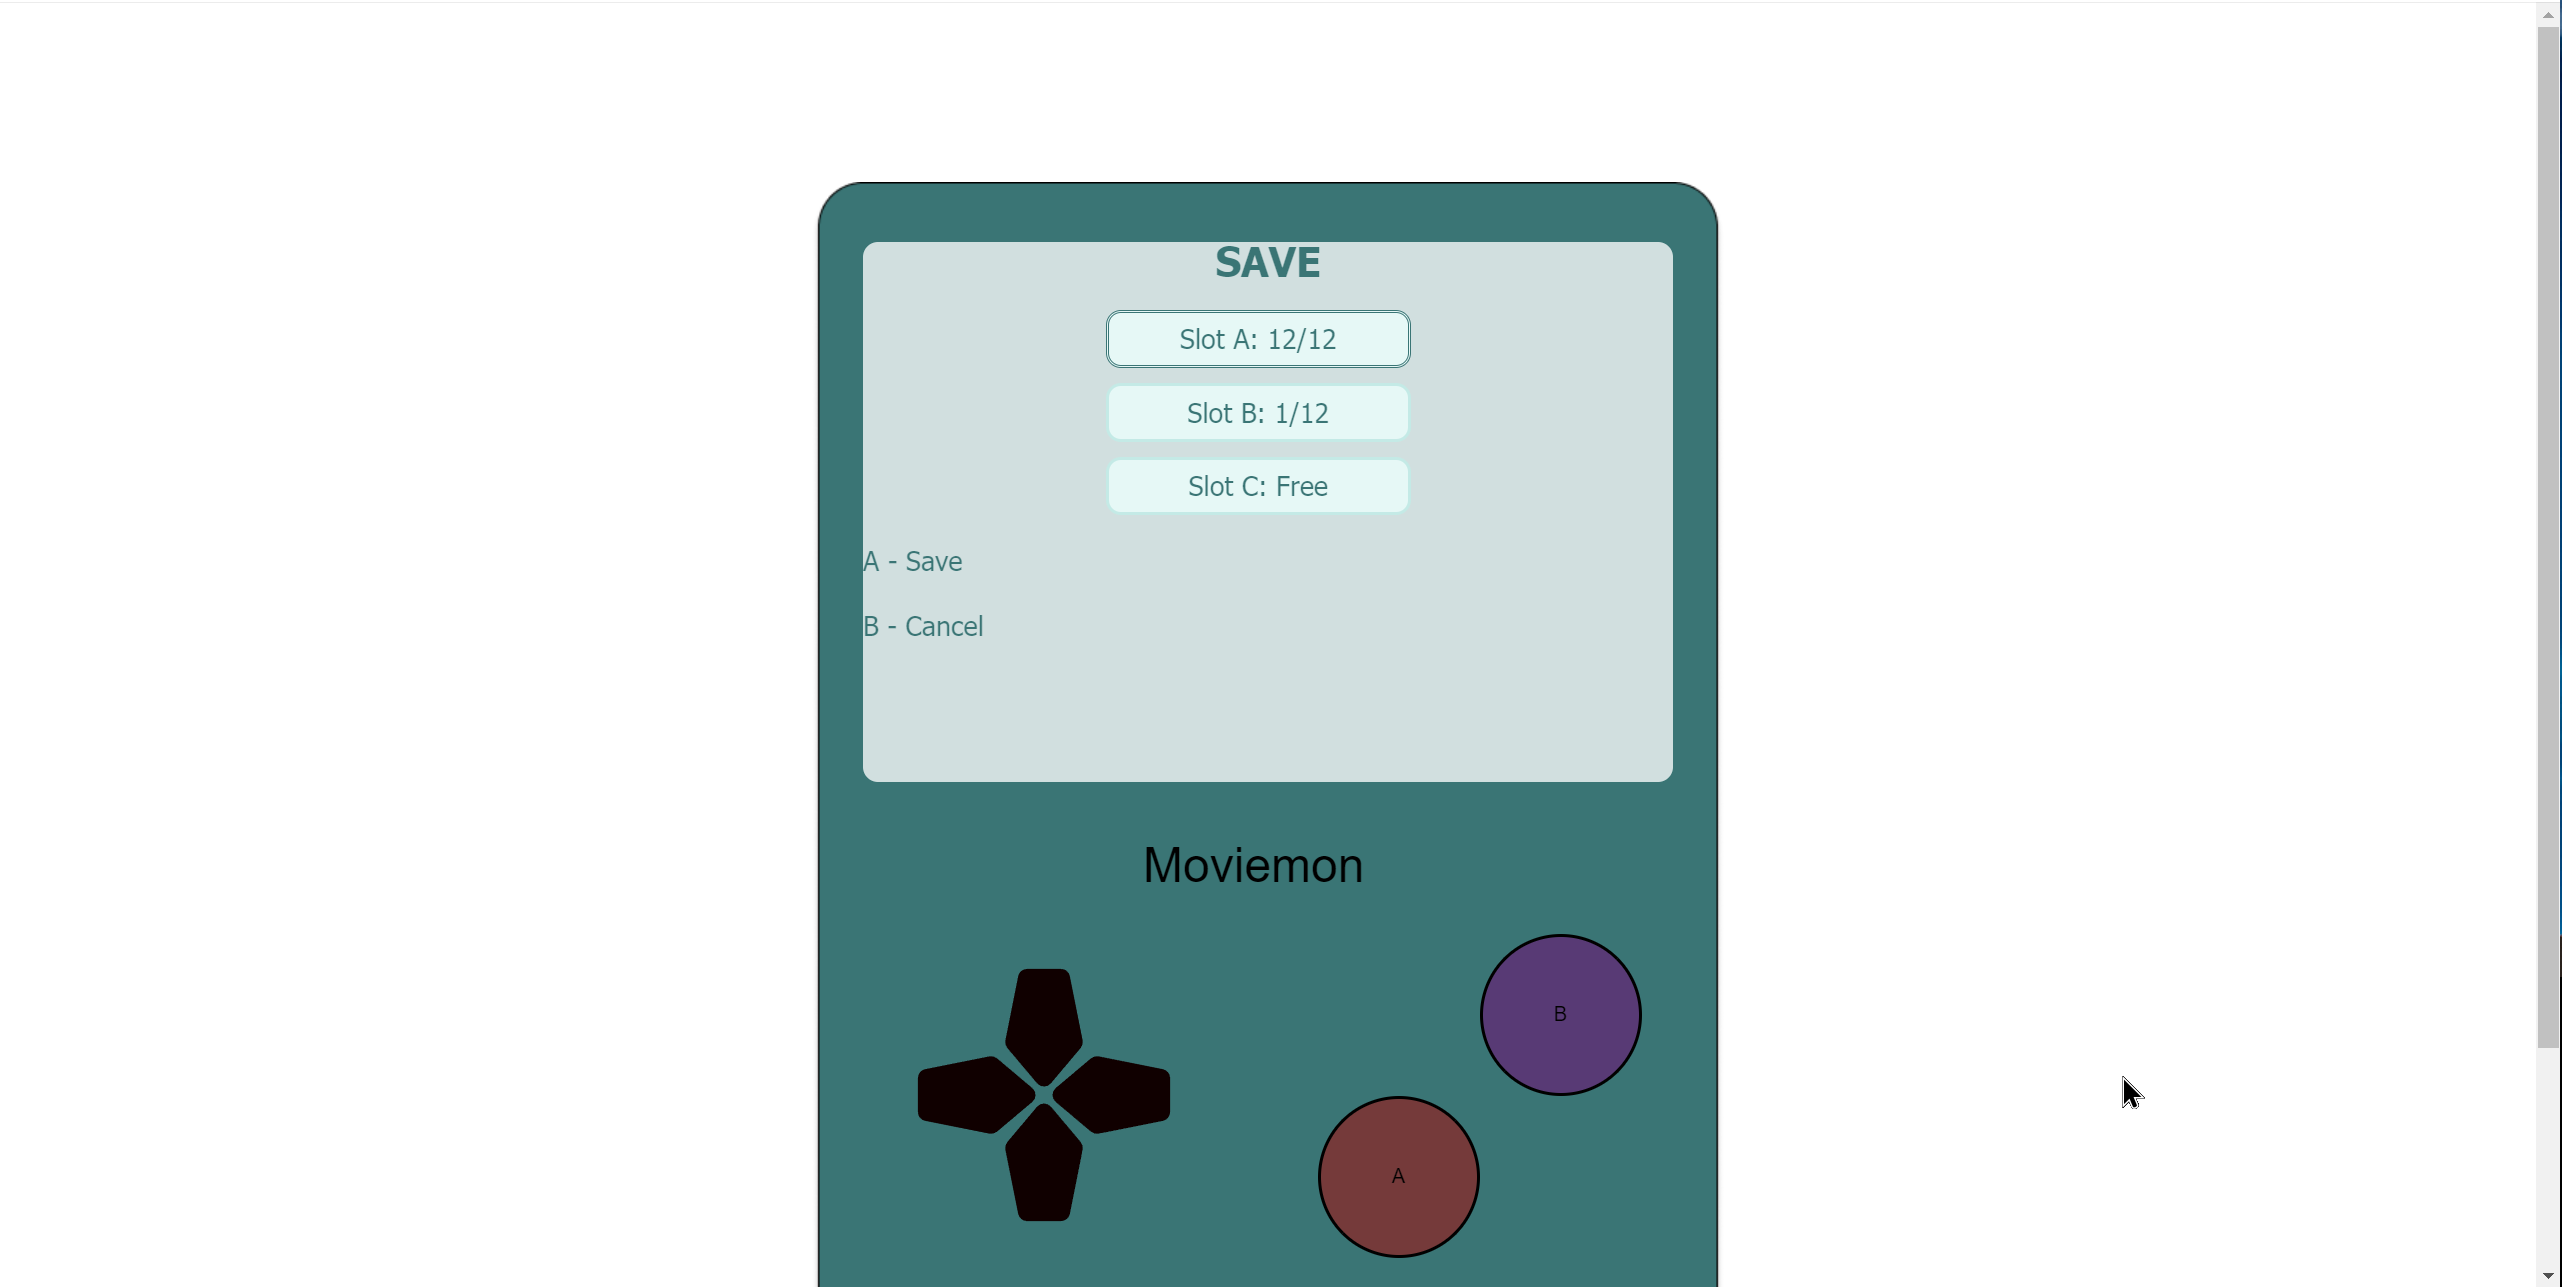 SAVE
Slot A: 12/12
Slot B: 1/12
Slot C: Free
A - Save
B - Cancel
Moviemon
B
A